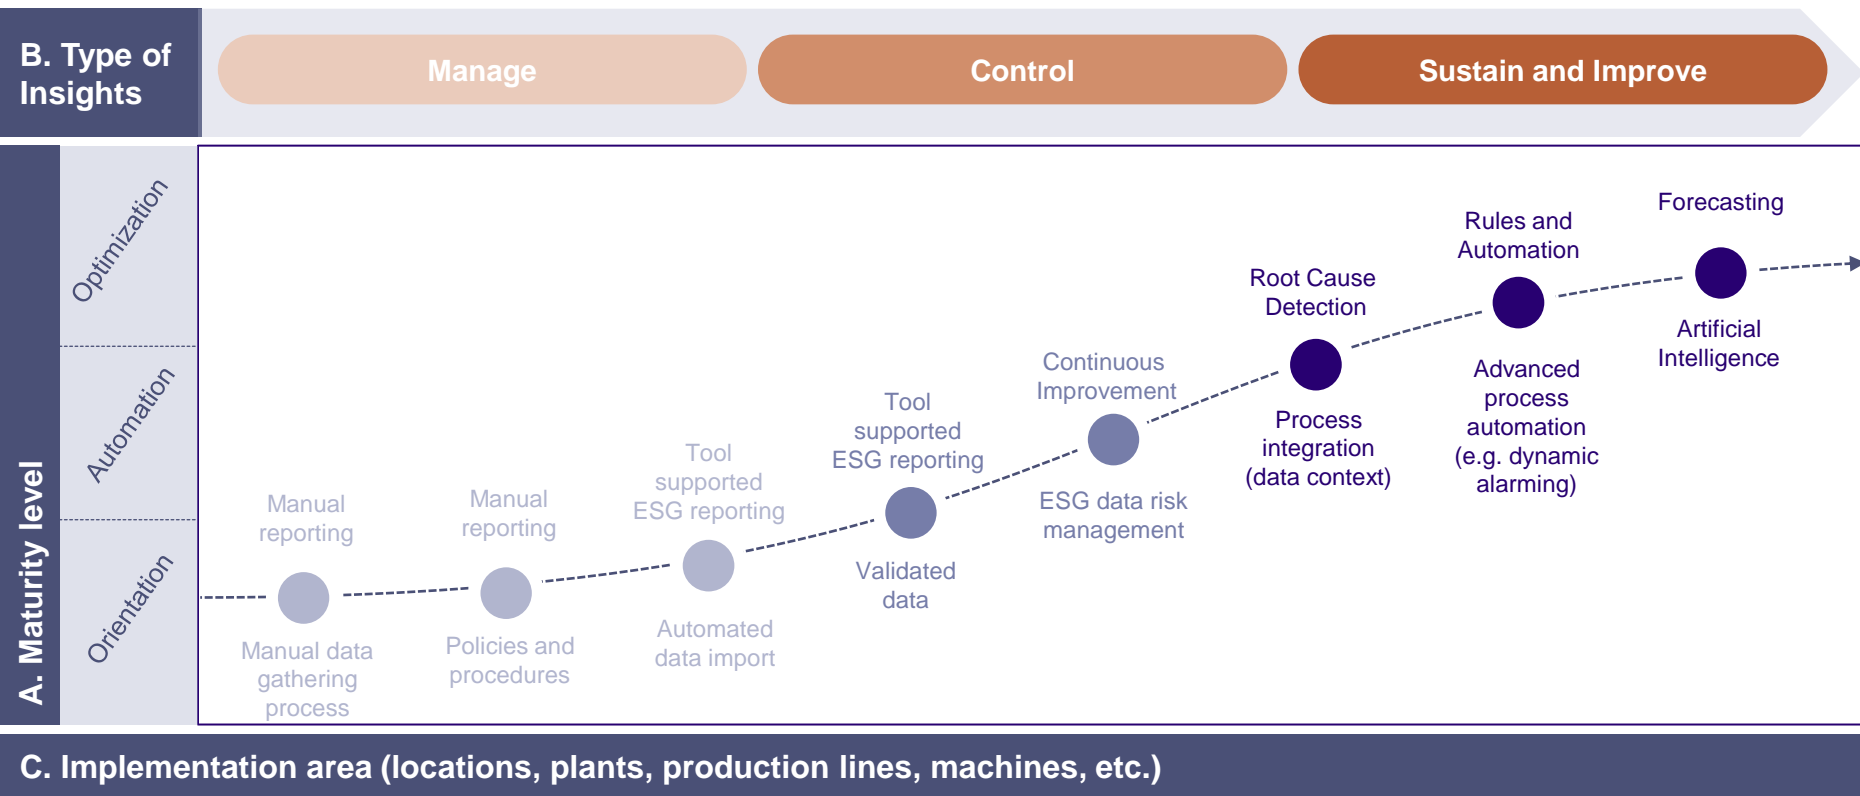 B. Type of
Insights
Manage
Control
Sustain and Improve
A. Maturity level
Optimization
Automation
Orientation
Manual
reporting
Manual data
gathering
process
Manual
reporting
Policies and
procedures
Tool
supported
ESG reporting
Automated
data import
Tool
supported
ESG reporting
Validated
data
Continuous
Improvement
ESG data risk
management
Root Cause
Detection
Process
integration
(data context)
Rules and
Automation
Advanced
process
automation
(e.g. dynamic
alarming)
Forecasting
Artificial
Intelligence
C. Implementation area (locations, plants, production lines, machines, etc.)